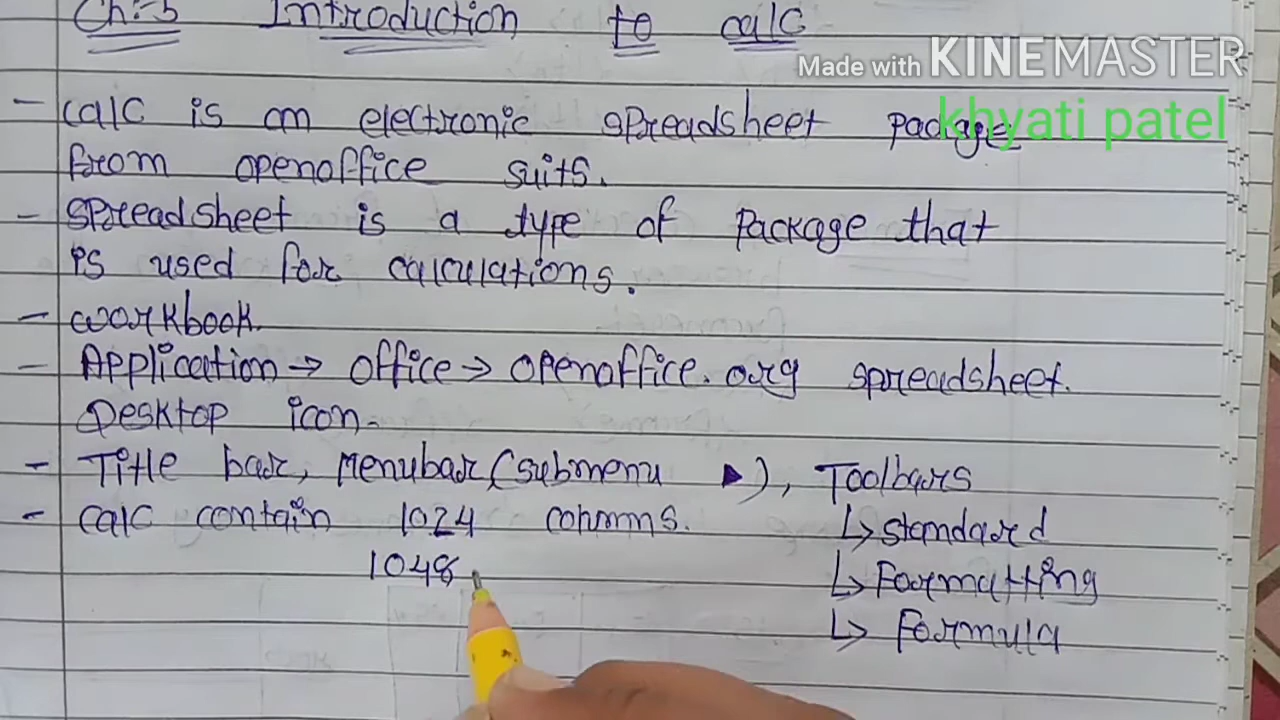 Ch:-5 Introduction to calc
Made with KINEMASTER
khyati patel
- calc is an electronic spreadsheet package
from openoffice suits.
- spreadsheet is a type of package that
is used for calculations.
- workbook.
- Application → office → openoffice.org spreadsheet.
Desktop icon.
- Title bar, Menubar (submenu ▶), Toolbars
- calc contain 1024 colmns.
↳ standard
1048
↳ Formatting
↳ Formula